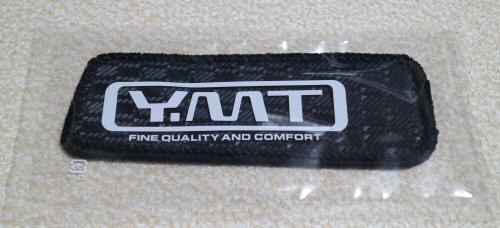 Y.MT
FINE QUALITY AND COMFORT